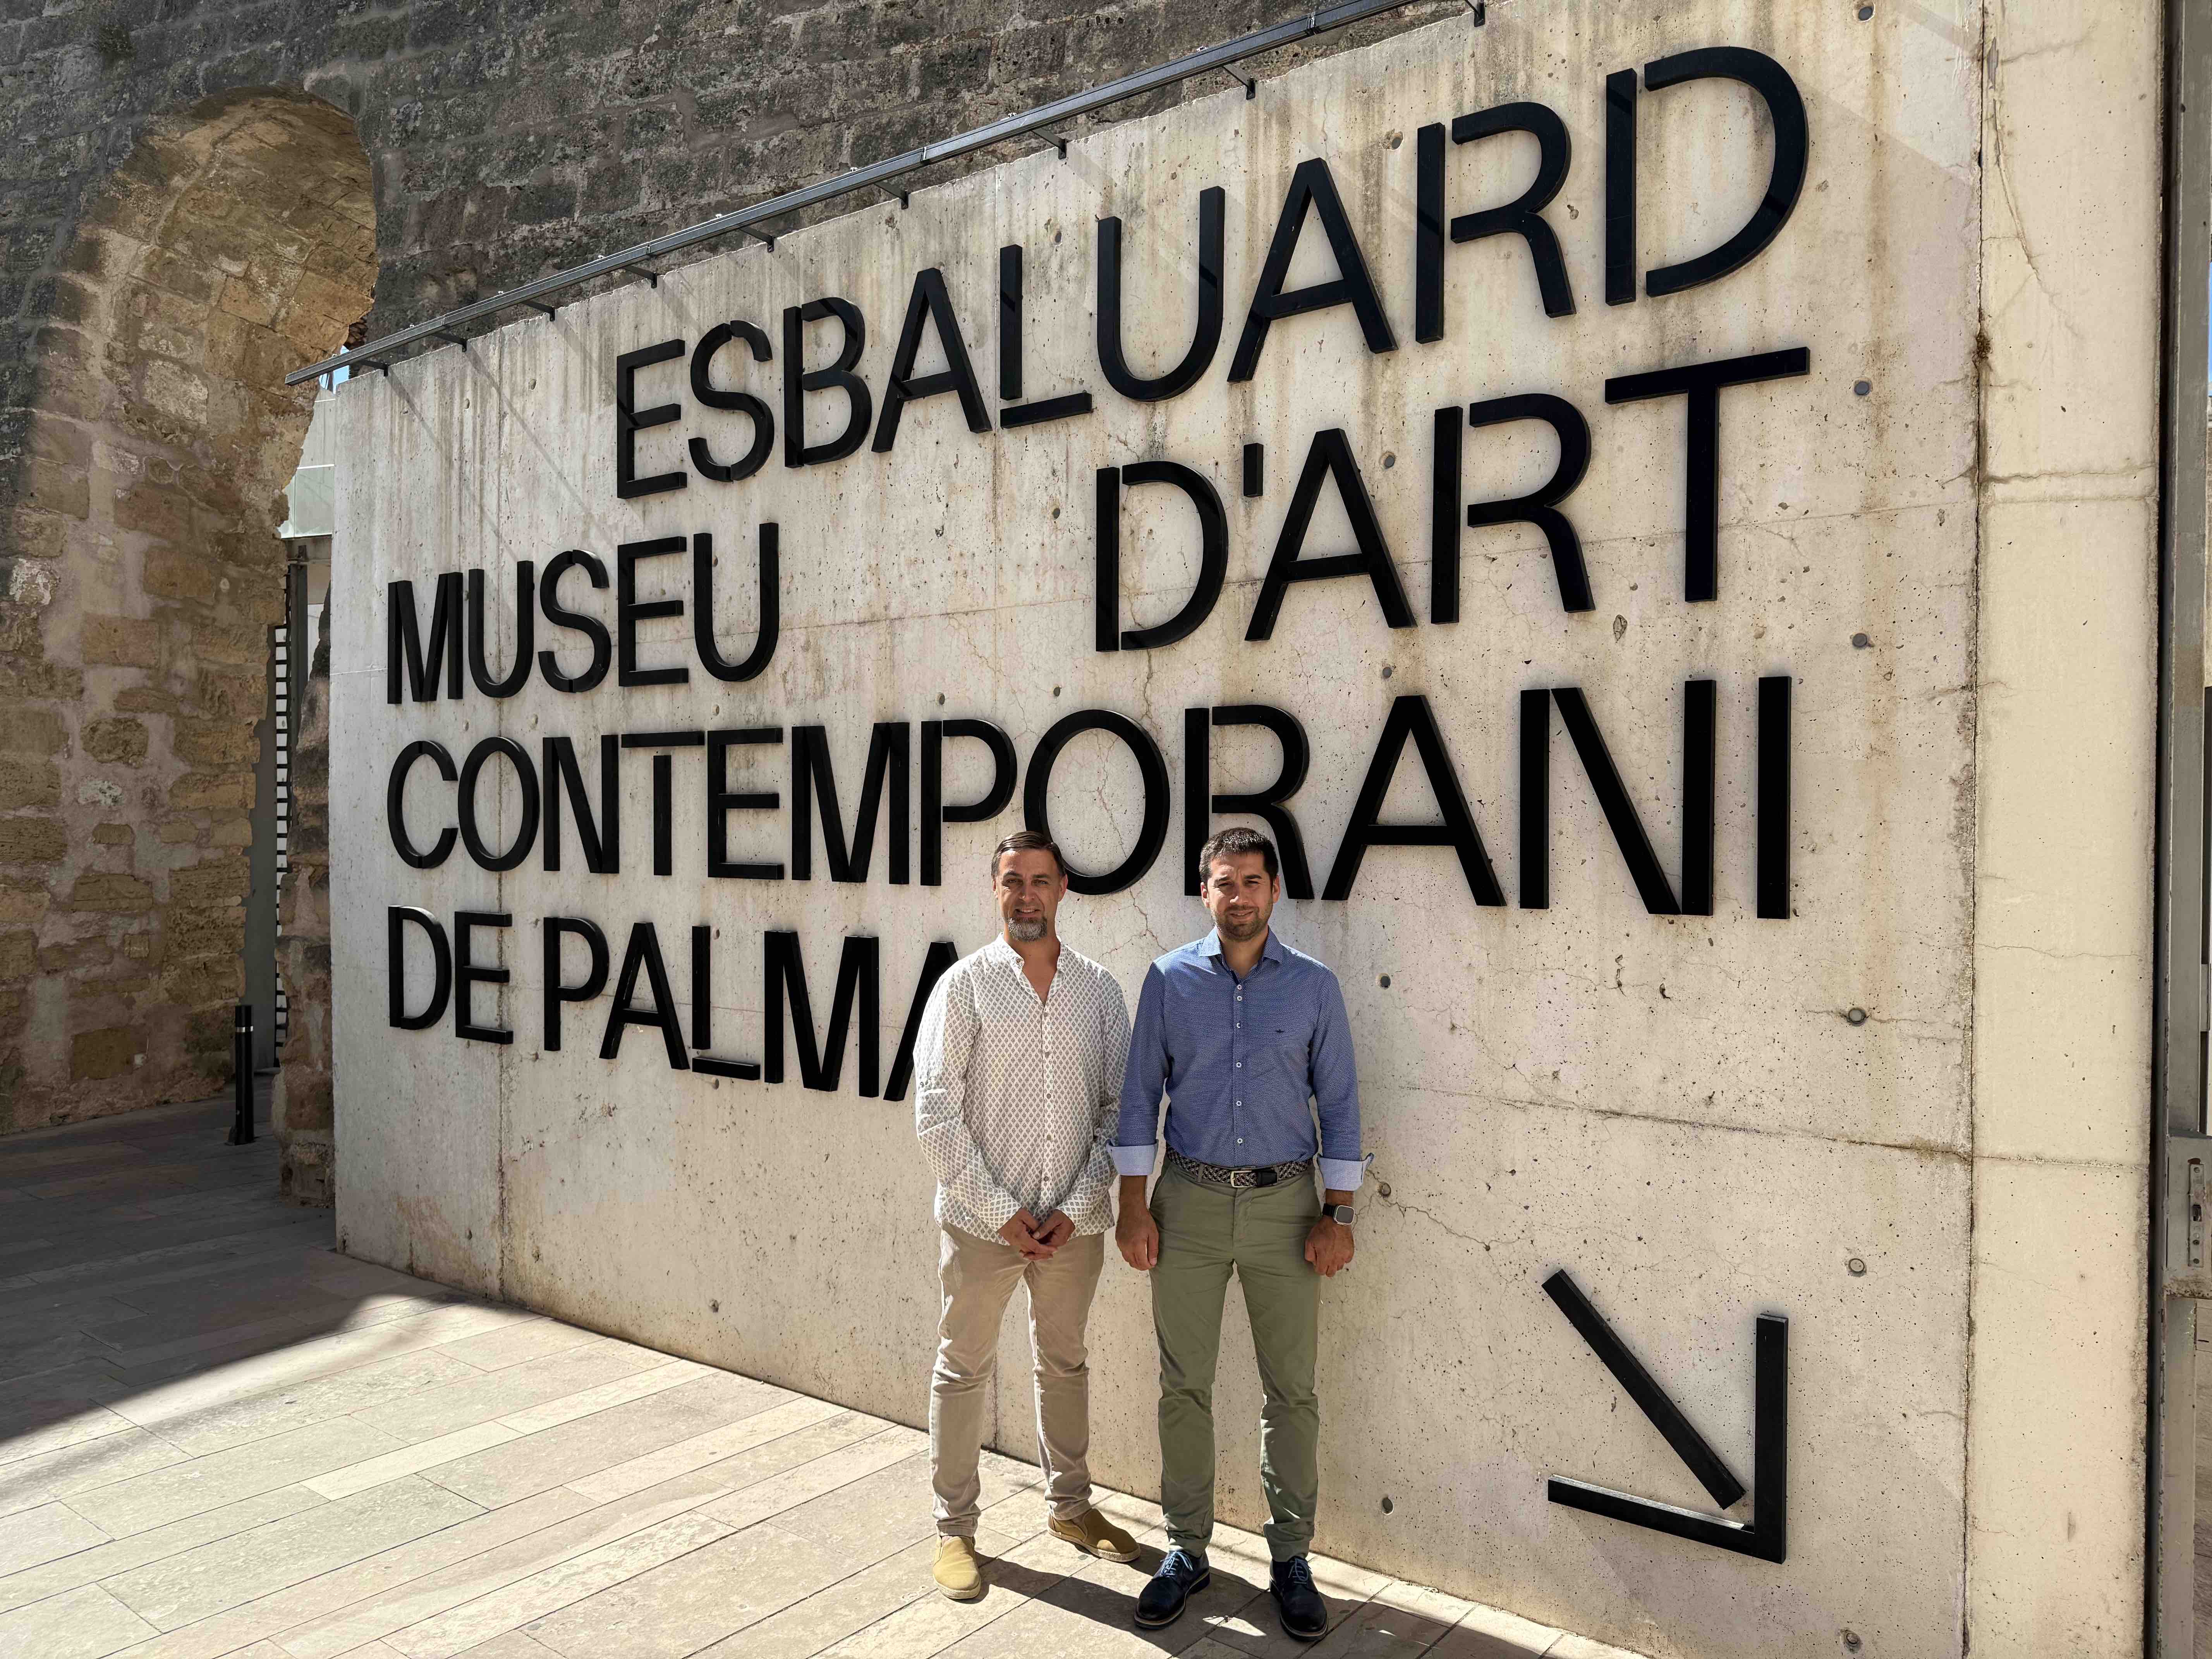 ESBALUARD
MUSEU D'ART
CONTEMPORANI
DE PALMA